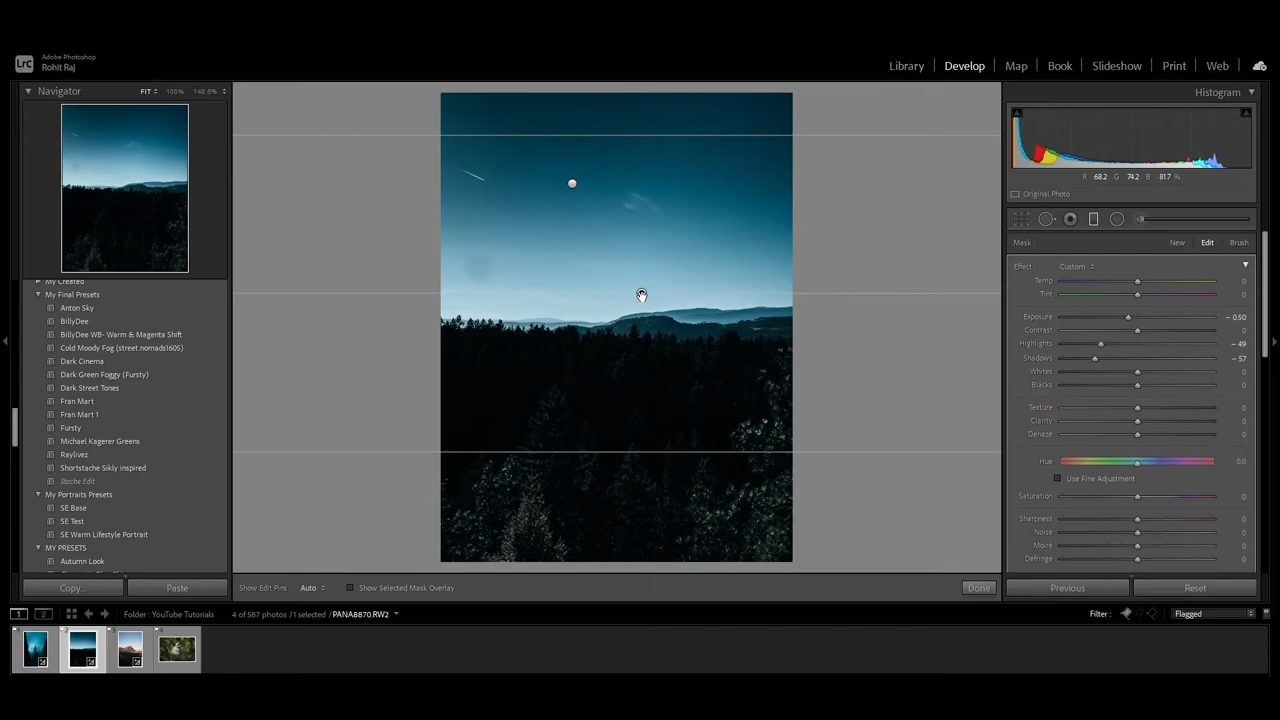 LrC
Adobe Photoshop
Rohit Raj
Library
Develop
Map
Book
Slideshow
Print
Web
Navigator
FIT
100%
148.6%
My Created
My Final Presets
Anton Sky
BillyDee
BillyDee WB- Warm & Magenta Shift
Cold Moody Fog (street.nomads1605)
Dark Cinema
Dark Green Foggy (Fursty)
Dark Street Tones
Fran Mart
Fran Mart 1
Fursty
Michael Kagerer Greens
Raylivez
Shortstache Sikly inspired
Stache Edit
My Portraits Presets
SE Base
SE Test
SE Warm Lifestyle Portrait
My PRESETS
Autumn Look
Copy...
Paste
Show Edit Pins :
Auto
Show Selected Mask Overlay
Done
Histogram
R 68.2 G 74.2 B 81.7 %
Original Photo
Mask :
New
Edit
Brush
Effect :
Custom
Temp 0
Tint 0
Exposure – 0.50
Contrast 0
Highlights – 49
Shadows – 57
Whites 0
Blacks 0
Texture 0
Clarity 0
Dehaze 0
Hue 0.0
Use Fine Adjustment
Saturation 0
Sharpness 0
Noise 0
Moiré 0
Defringe 0
Previous
Reset
1
2
Folder : YouTube Tutorials
4 of 587 photos / 1 selected / PANA8870.RW2
Filter :
Flagged